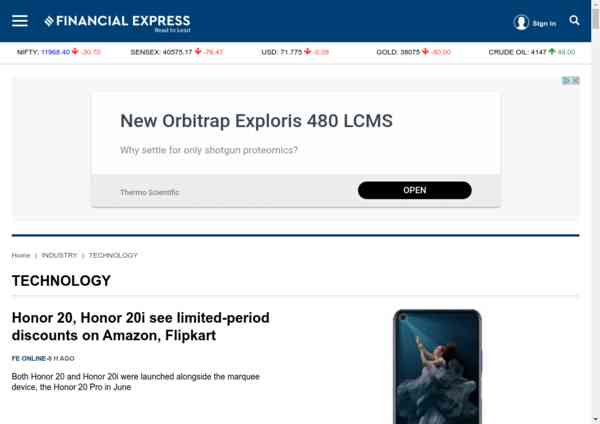 FINANCIAL EXPRESS
Read to Lead
Sign In
NIFTY: 11968.40 -30.70 SENSEX: 40575.17 -76.47 USD: 71.775 -0.28 GOLD: 38075 -80.00 CRUDE OIL: 4147 49.00
New Orbitrap Exploris 480 LCMS
Why settle for only shotgun proteomics?
Thermo Scientific OPEN
Home | INDUSTRY | TECHNOLOGY
TECHNOLOGY
Honor 20, Honor 20i see limited-period
discounts on Amazon, Flipkart
FE ONLINE-8 H AGO
Both Honor 20 and Honor 20i were launched alongside the marquee
device, the Honor 20 Pro in June